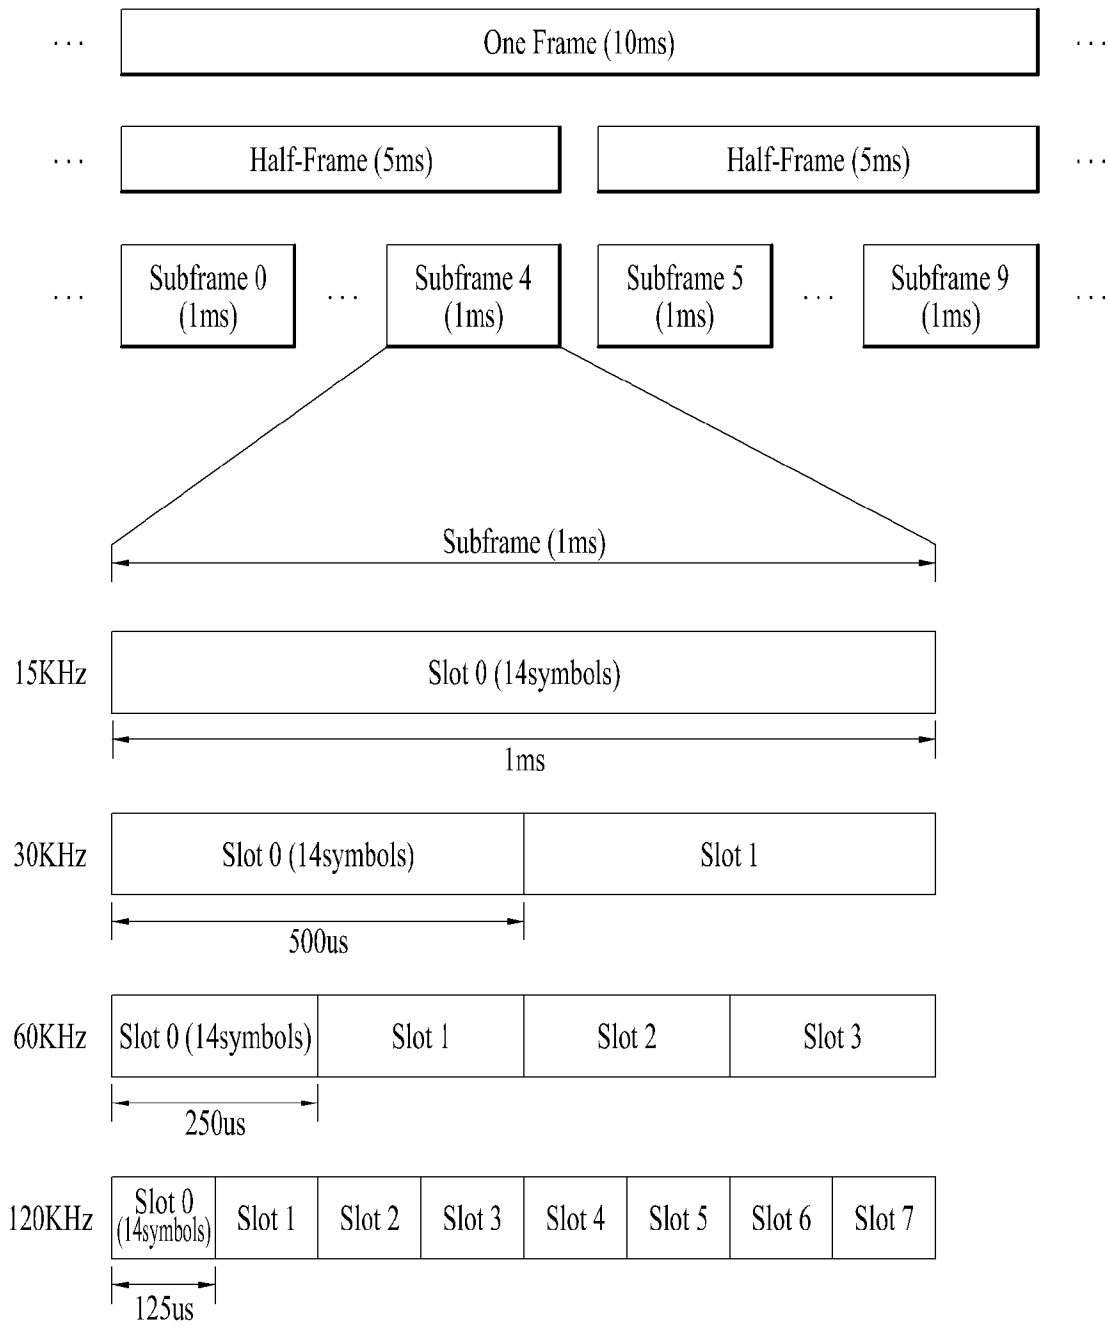 ... One Frame (10ms) ...
... Half-Frame (5ms) Half-Frame (5ms) ...
Subframe 0 Subframe 4 Subframe 5 Subframe 9
... (1ms) ... (1ms) (1ms) ... (1ms) ...
Subframe (1ms)
15KHz Slot 0 (14symbols)
1ms
30KHz Slot 0 (14symbols) Slot 1
500us
60KHz Slot 0 (14symbols) Slot 1 Slot 2 Slot 3
250us
120KHz Slot 0 (14symbols) Slot 1 Slot 2 Slot 3 Slot 4 Slot 5 Slot 6 Slot 7
125us